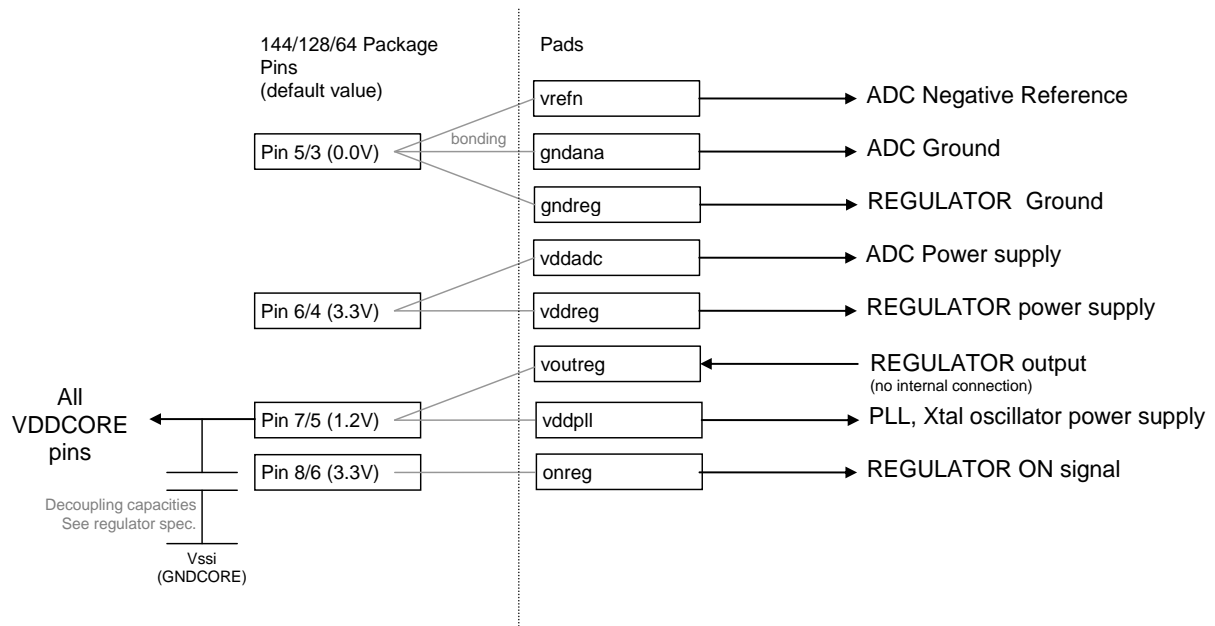 144/128/64 Package
Pins
(default value)
Pads
vrefn
ADC Negative Reference
bonding
Pin 5/3 (0.0V)
gndana
ADC Ground
gndreg
REGULATOR Ground
vddadc
ADC Power supply
Pin 6/4 (3.3V)
vddreg
REGULATOR power supply
voutreg
REGULATOR output
(no internal connection)
All
VDDCORE
pins
Pin 7/5 (1.2V)
vddpll
PLL, Xtal oscillator power supply
Pin 8/6 (3.3V)
onreg
REGULATOR ON signal
Decoupling capacities
See regulator spec.
Vssi
(GNDCORE)